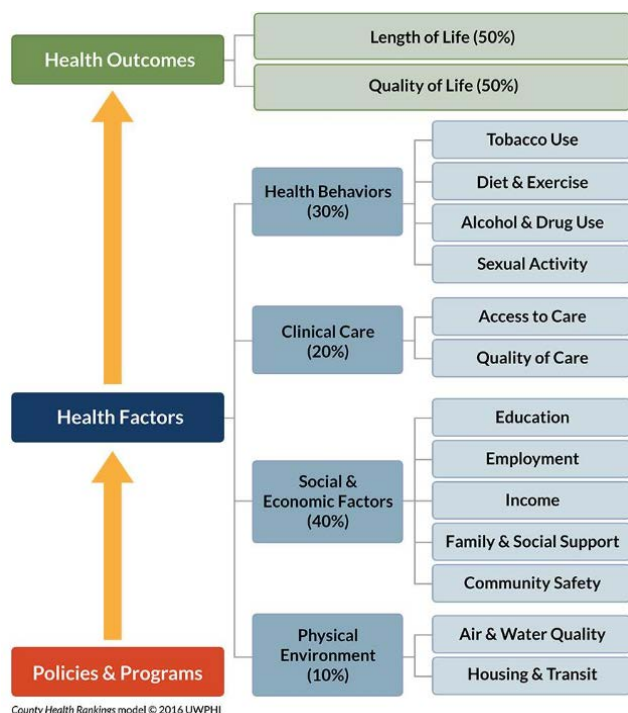 Health Outcomes
Length of Life (50%)
Quality of Life (50%)
Health Factors
Health Behaviors
(30%)
Tobacco Use
Diet & Exercise
Alcohol & Drug Use
Sexual Activity
Clinical Care
(20%)
Access to Care
Quality of Care
Social &
Economic Factors
(40%)
Education
Employment
Income
Family & Social Support
Community Safety
Physical
Environment
(10%)
Air & Water Quality
Housing & Transit
Policies & Programs
County Health Rankings model © 2016 UWPHI